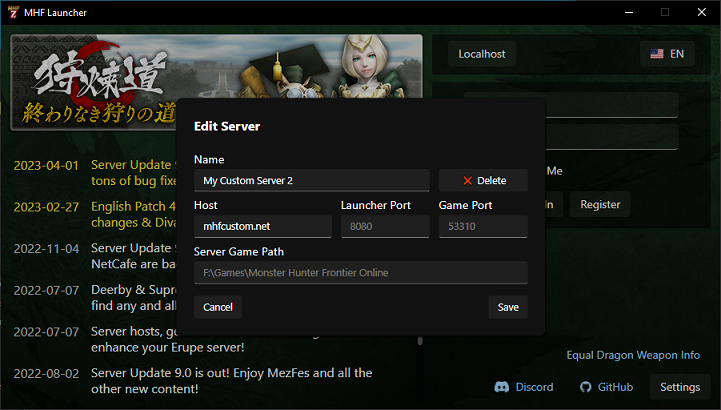 MHF Launcher
狩煉道
終わりなき狩りの道
Localhost
EN
2023-04-01 Server Update 9
tons of bug fixe
2023-02-27 English Patch 4
changes & Diva
2022-11-04 Server Update 9
NetCafe are ba
2022-07-07 Deerby & Supr
find any and all
2022-07-07 Server hosts, go
enhance your Erupe server!
2022-08-02 Server Update 9.0 is out! Enjoy MezFes and all the
other new content!
Edit Server
Name
My Custom Server 2
Delete
Host Launcher Port Game Port
mhfcustom.net 8080 53310
Server Game Path
F:\Games\Monster Hunter Frontier Online
Cancel Save
Me
In Register
Equal Dragon Weapon Info
Discord GitHub Settings